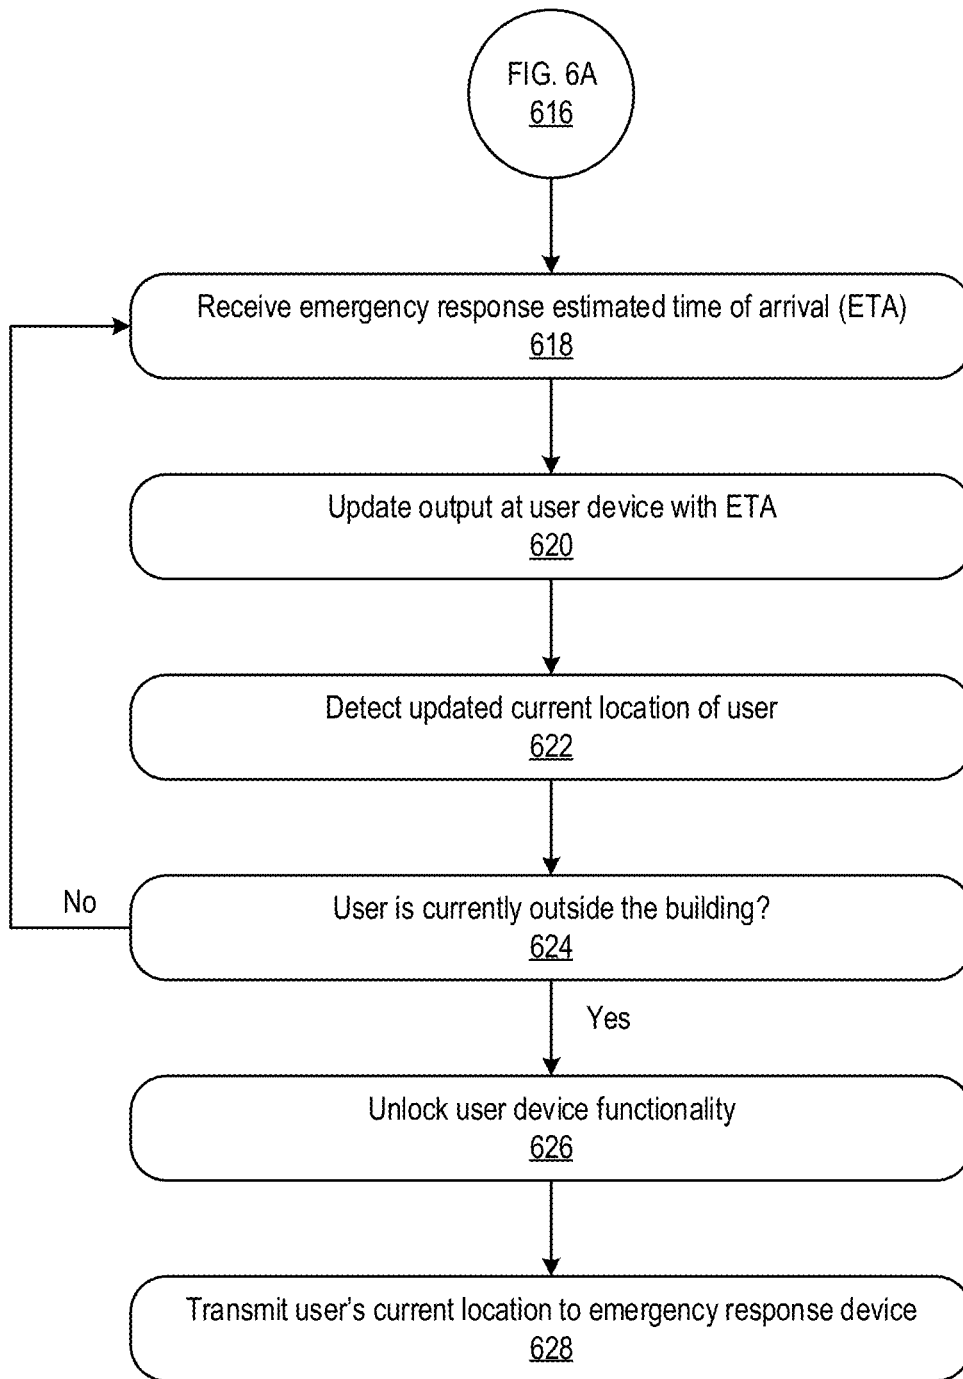 FIG. 6A
616
Receive emergency response estimated time of arrival (ETA)
618
Update output at user device with ETA
620
Detect updated current location of user
622
No
User is currently outside the building?
624
Yes
Unlock user device functionality
626
Transmit user's current location to emergency response device
628